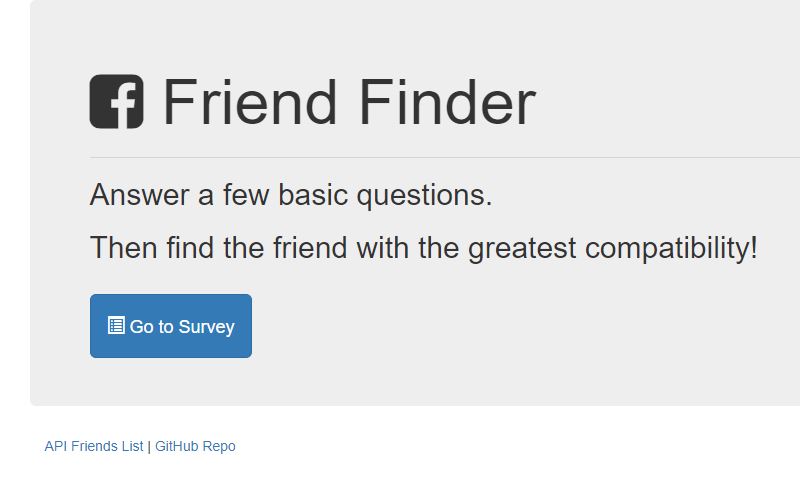 Friend Finder
Answer a few basic questions.
Then find the friend with the greatest compatibility!
Go to Survey
API Friends List | GitHub Repo